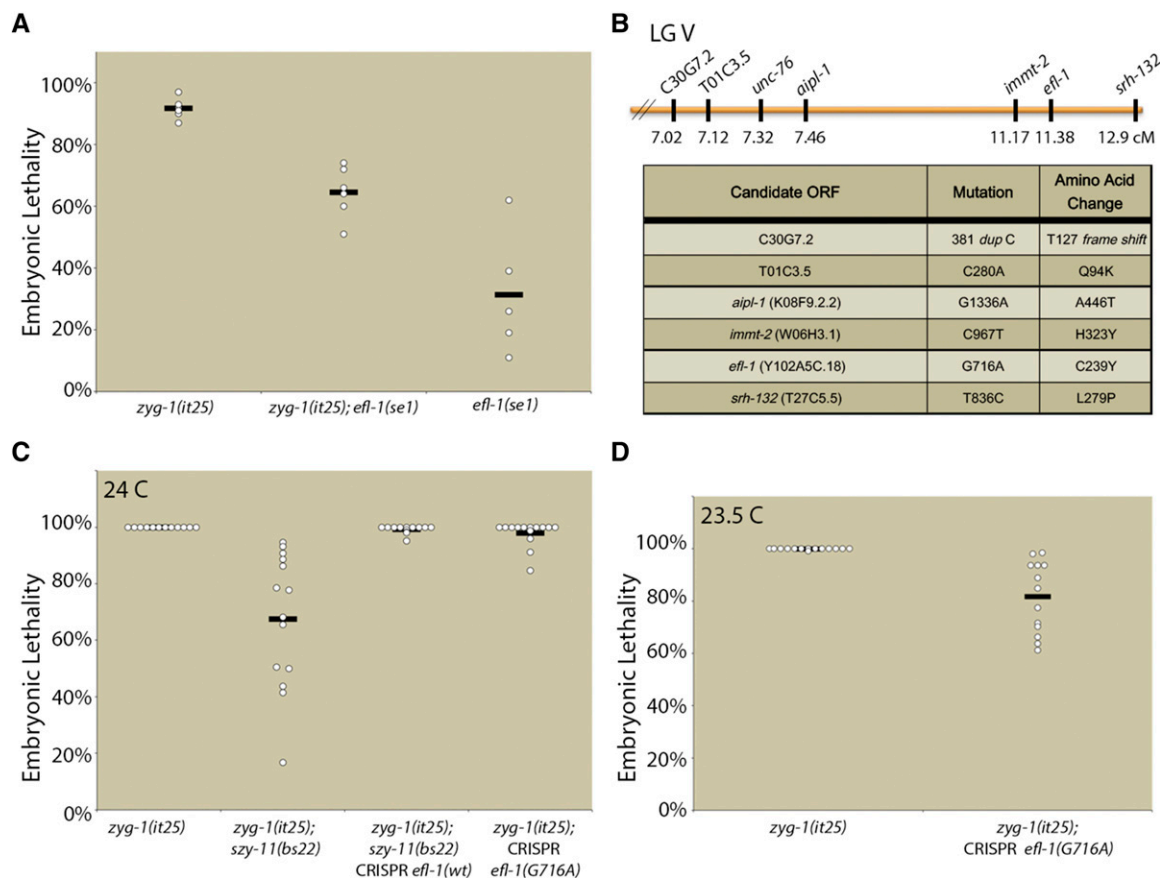 A
Embryonic Lethality
100%
80%
60%
40%
20%
0%
zyg-1(it25)
zyg-1(it25); efl-1(se1)
efl-1(se1)
B
LG V
C30G7.2
T01C3.5
unc-76
aipl-1
immt-2
efl-1
srh-132
7.02 7.12 7.32 7.46 11.17 11.38 12.9 cM
Candidate ORF Mutation Amino Acid Change
C30G7.2 381 dup C T127 frame shift
T01C3.5 C280A Q94K
aipl-1 (K08F9.2.2) G1336A A446T
immt-2 (W06H3.1) C967T H323Y
efl-1 (Y102A5C.18) G716A C239Y
srh-132 (T27C5.5) T836C L279P
C
24 C
Embryonic Lethality
100%
80%
60%
40%
20%
0%
zyg-1(it25)
zyg-1(it25);
szy-11(bs22)
zyg-1(it25);
szy-11(bs22)
CRISPR efl-1(wt)
zyg-1(it25);
CRISPR
efl-1(G716A)
D
23.5 C
Embryonic Lethality
100%
80%
60%
40%
20%
0%
zyg-1(it25)
zyg-1(it25);
CRISPR efl-1(G716A)